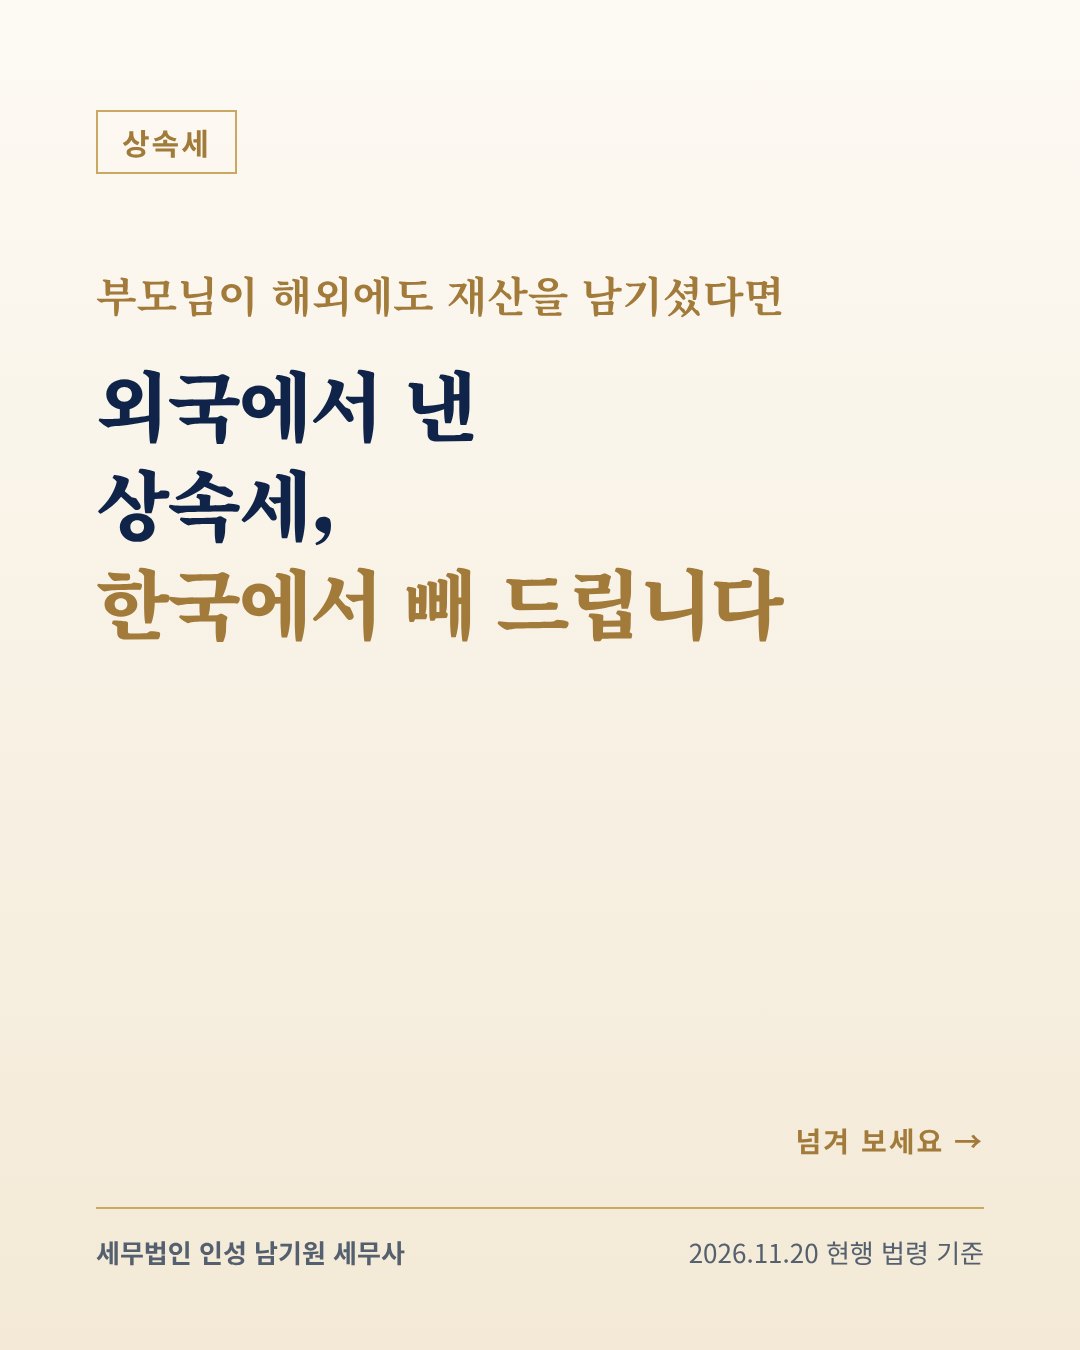 상속세
부모님이 해외에도 재산을 남기셨다면
외국에서 낸
상속세,
한국에서 빼 드립니다
넘겨 보세요 →
세무법인 인성 남기원 세무사
2026.11.20 현행 법령 기준